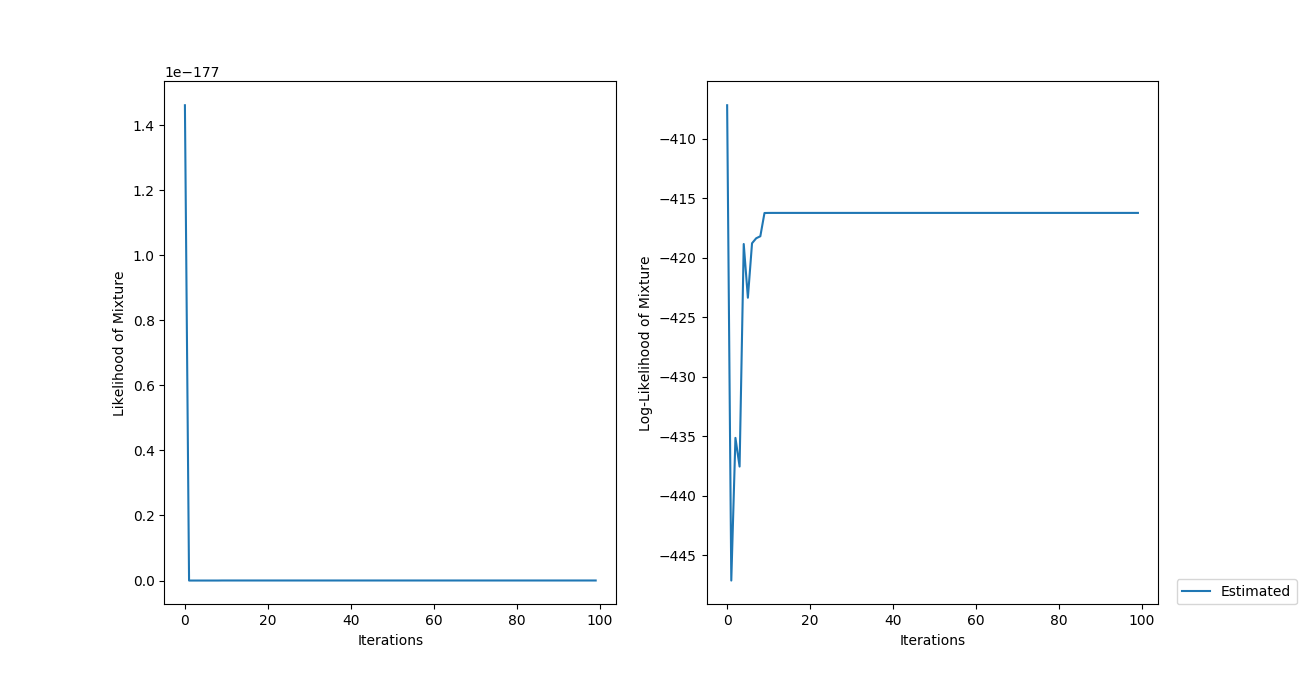 1e−177
1.4
1.2
1.0
0.8
0.6
0.4
0.2
0.0
Likelihood of Mixture
0 20 40 60 80 100
Iterations
−410
−415
−420
−425
−430
−435
−440
−445
Log-Likelihood of Mixture
0 20 40 60 80 100
Iterations
Estimated